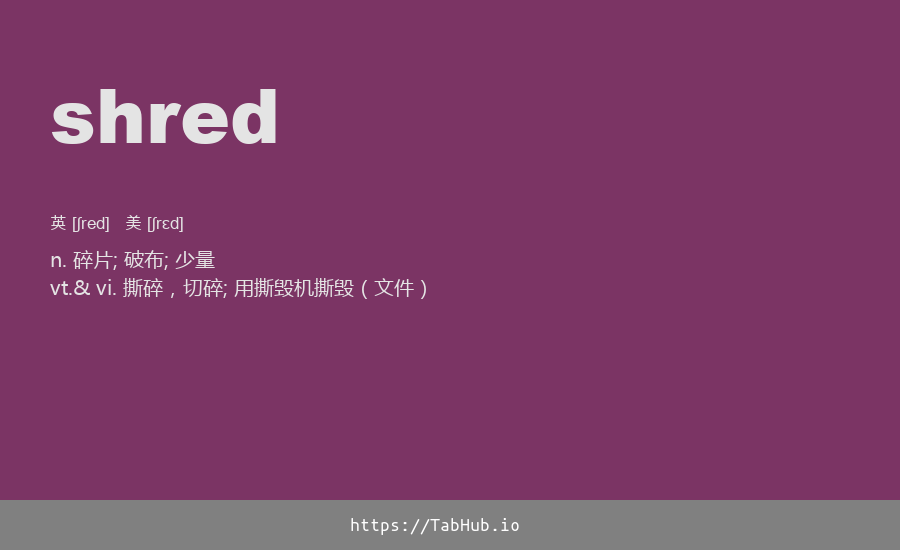 shred
英 [ʃred] 美 [ʃrɛd]
n. 碎片; 破布; 少量
vt.& vi. 撕碎，切碎; 用撕毁机撕毁（文件）
https://TabHub.io